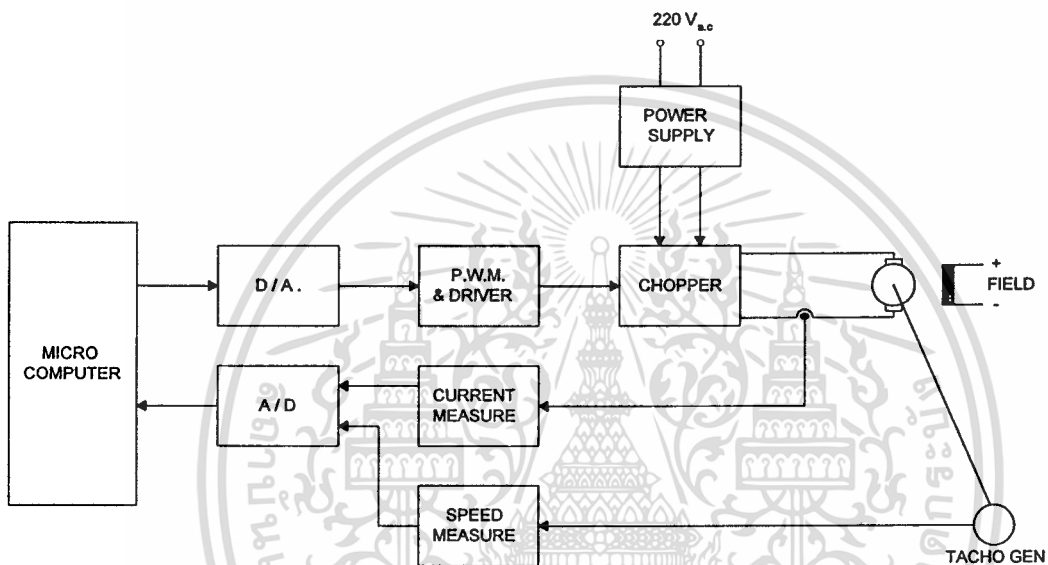 220 Va.c
POWER
SUPPLY
MICRO
COMPUTER
D / A .
P.W.M.
& DRIVER
CHOPPER
+
FIELD
-
A / D
CURRENT
MEASURE
SPEED
MEASURE
TACHO GEN